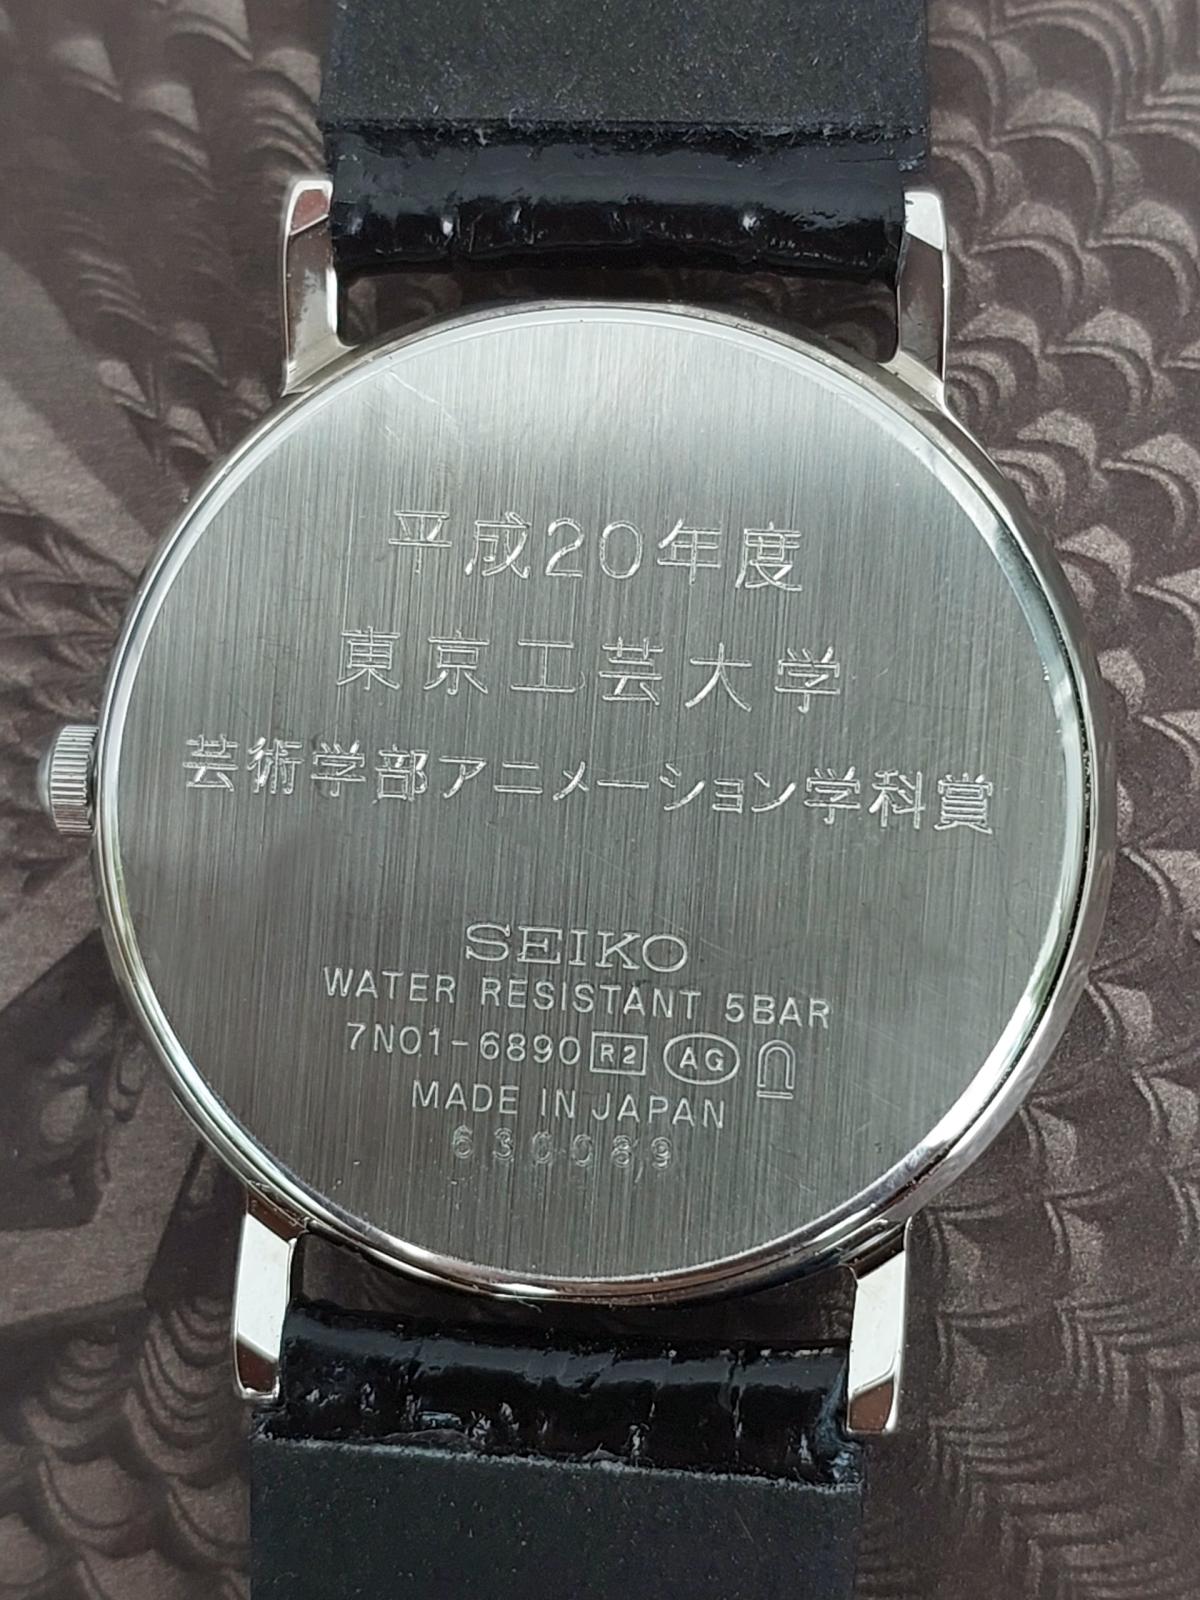 平成20年度
東京工芸大学
芸術学部アニメーション学科賞
SEIKO
WATER RESISTANT 5BAR
7N01-6890 R2 AG
MADE IN JAPAN
630089